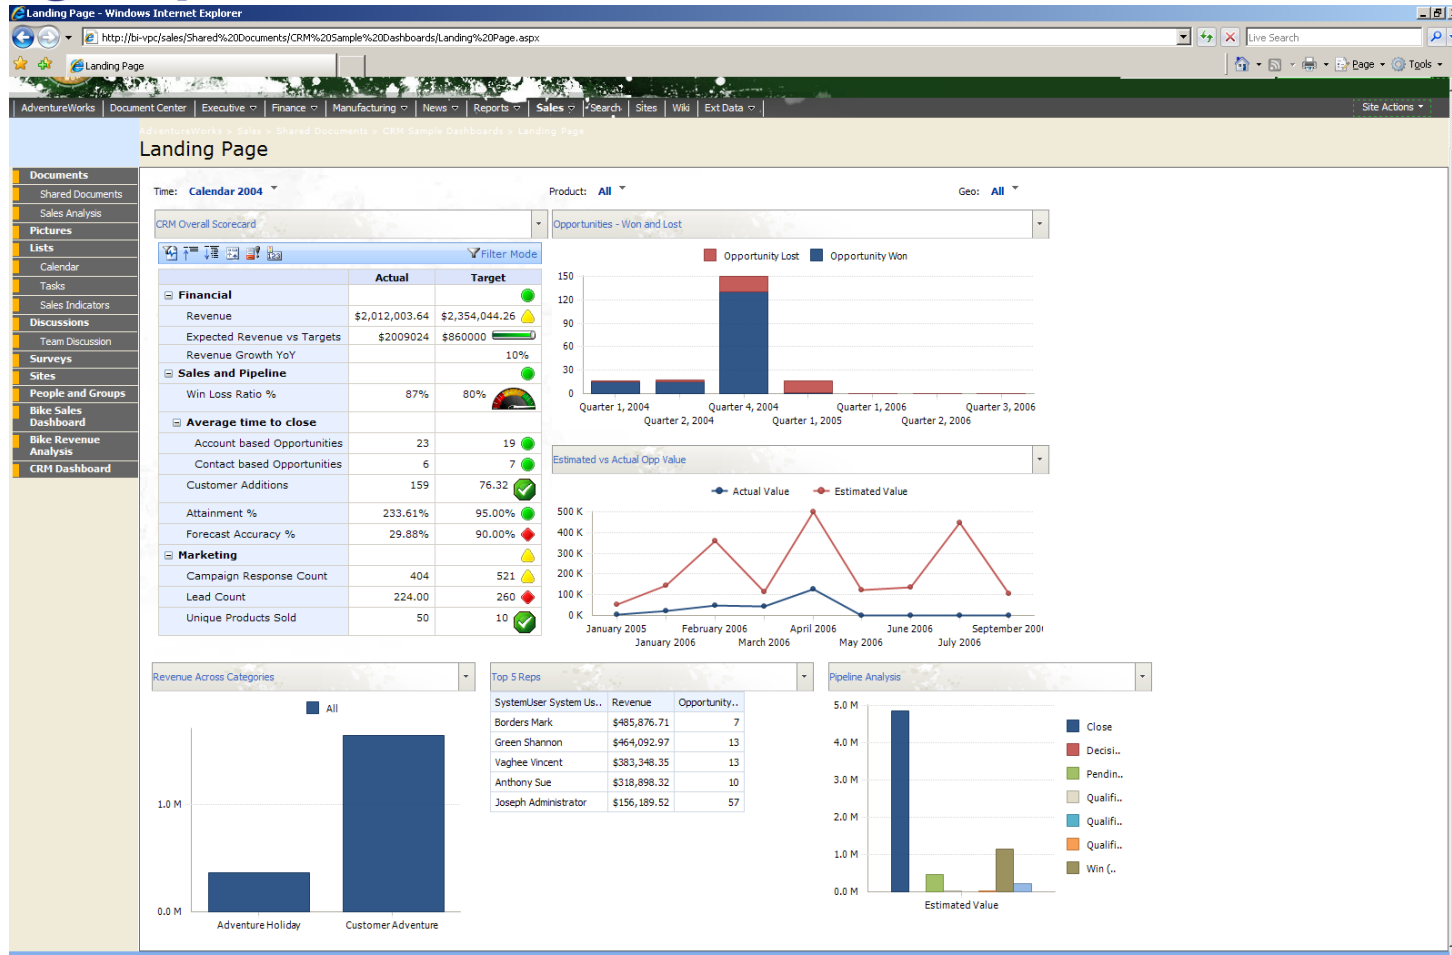 Landing Page - Windows Internet Explorer
http://bi-vpc/sales/Shared%20Documents/CRM%20Sample%20Dashboards/Landing%20Page.aspx
Live Search
Landing Page
Page
Tools
AdventureWorks Document Center Executive Finance Manufacturing News Reports Sales Search Sites Wiki Ext Data
Site Actions
AdventureWorks > Sales > Shared Documents > CRM Sample Dashboards > Landing Page
Landing Page
Documents
Shared Documents
Sales Analysis
Pictures
Lists
Calendar
Tasks
Sales Indicators
Discussions
Team Discussion
Surveys
Sites
People and Groups
Bike Sales
Dashboard
Bike Revenue
Analysis
CRM Dashboard
Time: Calendar 2004
Product: All
Geo: All
CRM Overall Scorecard
Filter Mode
Actual Target
Financial
Revenue $2,012,003.64 $2,354,044.26
Expected Revenue vs Targets $2009024 $860000
Revenue Growth YoY 10%
Sales and Pipeline
Win Loss Ratio % 87% 80%
Average time to close
Account based Opportunities 23 19
Contact based Opportunities 6 7
Customer Additions 159 76.32
Attainment % 233.61% 95.00%
Forecast Accuracy % 29.88% 90.00%
Marketing
Campaign Response Count 404 521
Lead Count 224.00 260
Unique Products Sold 50 10
Opportunities - Won and Lost
Opportunity Lost Opportunity Won
150
120
90
60
30
0
Quarter 1, 2004 Quarter 4, 2004 Quarter 1, 2006 Quarter 3, 2006
Quarter 2, 2004 Quarter 1, 2005 Quarter 2, 2006
Estimated vs Actual Opp Value
Actual Value Estimated Value
500 K
400 K
300 K
200 K
100 K
0 K
January 2005 February 2006 April 2006 June 2006 September 200
January 2006 March 2006 May 2006 July 2006
Revenue Across Categories
All
1.0 M
0.0 M
Adventure Holiday Customer Adventure
Top 5 Reps
SystemUser System Us.. Revenue Opportunity..
Borders Mark $485,876.71 7
Green Shannon $464,092.97 13
Vaghee Vincent $383,348.35 13
Anthony Sue $318,898.32 10
Joseph Administrator $156,189.52 57
Pipeline Analysis
5.0 M
4.0 M
3.0 M
2.0 M
1.0 M
0.0 M
Estimated Value
Close
Decisi..
Pendin..
Qualifi..
Qualifi..
Qualifi..
Win (..